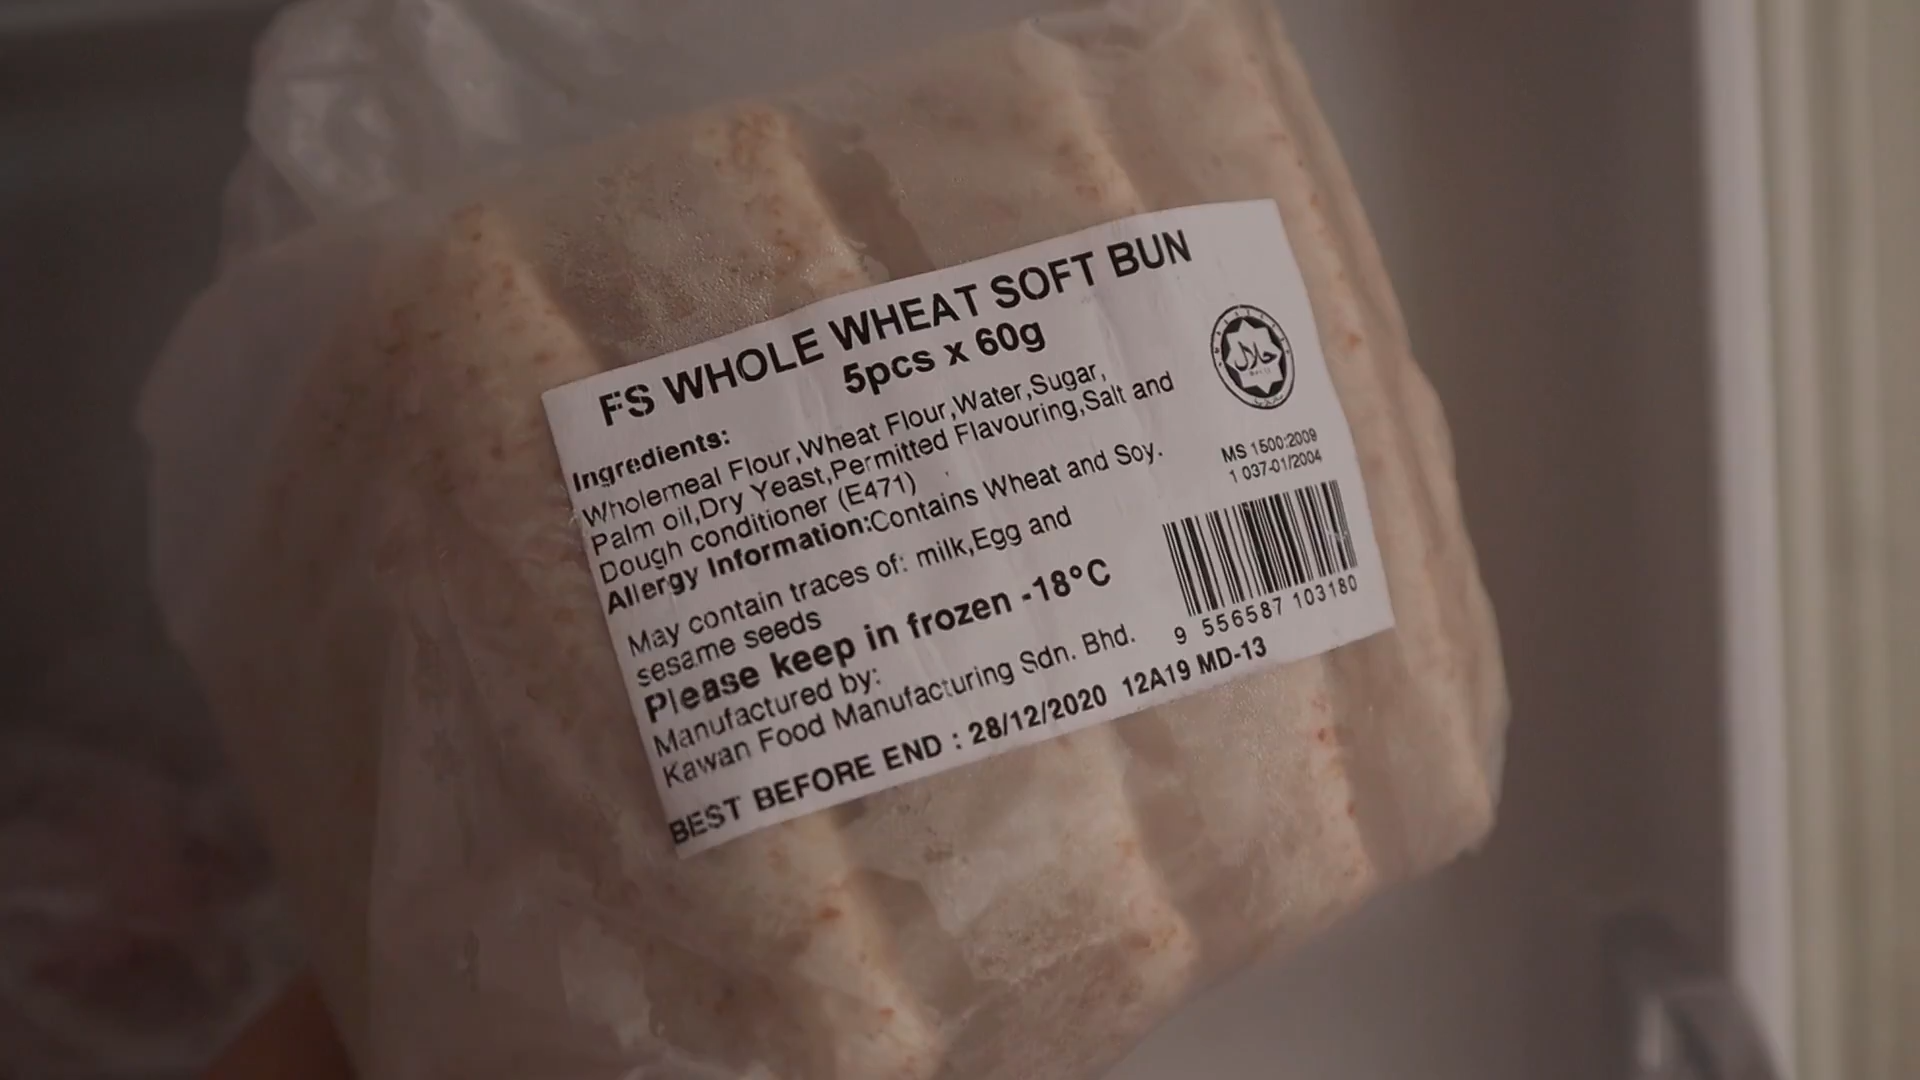 FS WHOLE WHEAT SOFT BUN
5pcs x 60g
Ingredients:
Wholemeal Flour,Wheat Flour,Water,Sugar,
Palm oil,Dry Yeast,Permitted Flavouring,Salt and
Dough conditioner (E471)
Allergy Information:Contains Wheat and Soy.
May contain traces of: milk,Egg and
sesame seeds
Please keep in frozen -18°C
Manufactured by:
Kawan Food Manufacturing Sdn. Bhd.
BEST BEFORE END : 28/12/2020 12A19 MD-13
حلال
MS 1500:2009
1 037-01/2004
9 556587 103180